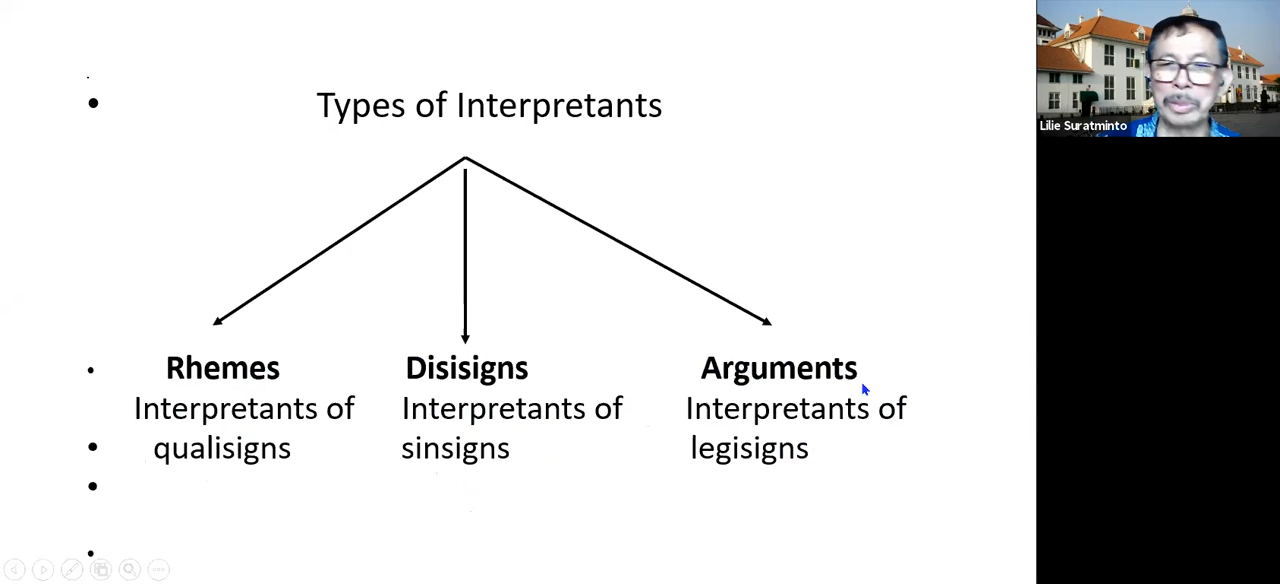 Types of Interpretants
Rhemes Disisigns Arguments
Interpretants of Interpretants of Interpretants of
qualisigns sinsigns legisigns
Lilie Suratminto